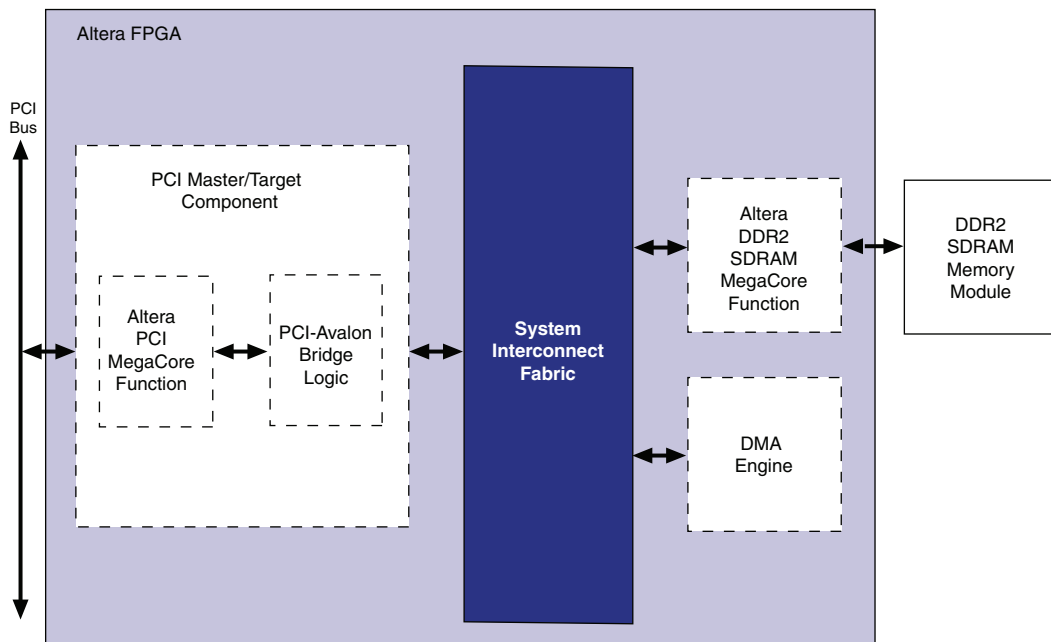 Altera FPGA
PCI
Bus
PCI Master/Target
Component
Altera
PCI
MegaCore
Function
PCI-Avalon
Bridge
Logic
System
Interconnect
Fabric
Altera
DDR2
SDRAM
MegaCore
Function
DDR2
SDRAM
Memory
Module
DMA
Engine